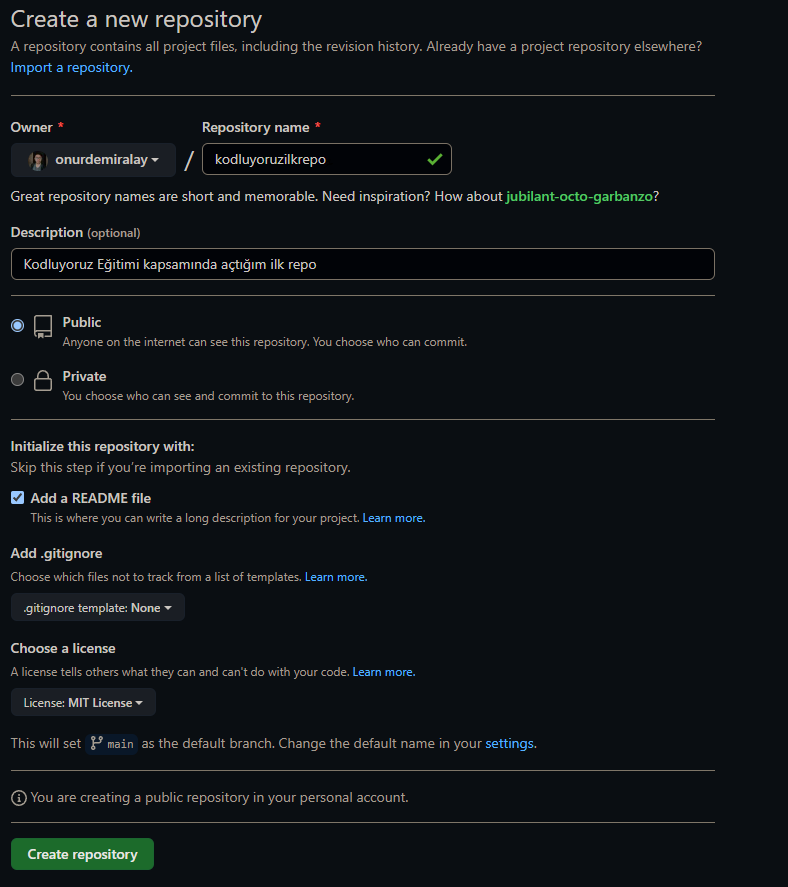 Create a new repository
A repository contains all project files, including the revision history. Already have a project repository elsewhere?
Import a repository.
Owner *
Repository name *
onurdemiralay
/
kodluyoruzilkrepo
Great repository names are short and memorable. Need inspiration? How about jubilant-octo-garbanzo?
Description (optional)
Kodluyoruz Eğitimi kapsamında açtığım ilk repo
Public
Anyone on the internet can see this repository. You choose who can commit.
Private
You choose who can see and commit to this repository.
Initialize this repository with:
Skip this step if you're importing an existing repository.
Add a README file
This is where you can write a long description for your project. Learn more.
Add .gitignore
Choose which files not to track from a list of templates. Learn more.
.gitignore template: None
Choose a license
A license tells others what they can and can't do with your code. Learn more.
License: MIT License
This will set main as the default branch. Change the default name in your settings.
You are creating a public repository in your personal account.
Create repository